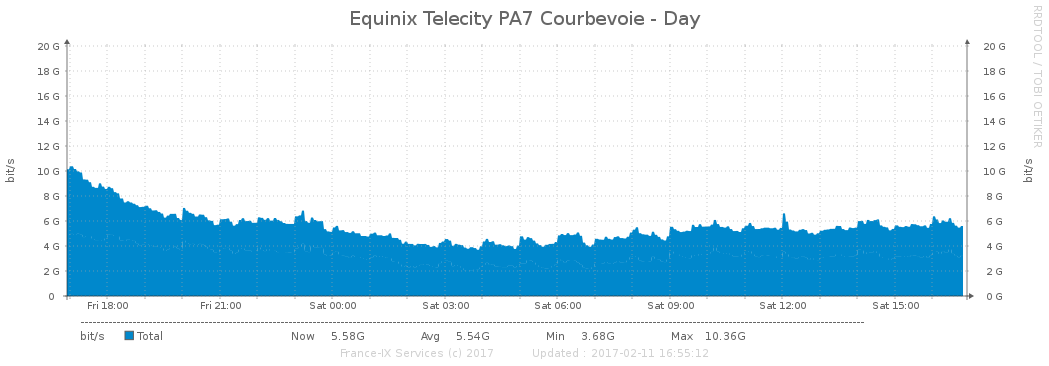 Equinix Telecity PA7 Courbevoie - Day
RRDTOOL / TOBI OETIKER
bit/s
bit/s
20 G 20 G
18 G 18 G
16 G 16 G
14 G 14 G
12 G 12 G
10 G 10 G
8 G 8 G
6 G 6 G
4 G 4 G
2 G 2 G
0 0 G
Fri 18:00 Fri 21:00 Sat 00:00 Sat 03:00 Sat 06:00 Sat 09:00 Sat 12:00 Sat 15:00
bit/s Total Now 5.58G Avg 5.54G Min 3.68G Max 10.36G
France-IX Services (c) 2017 Updated : 2017-02-11 16:55:12